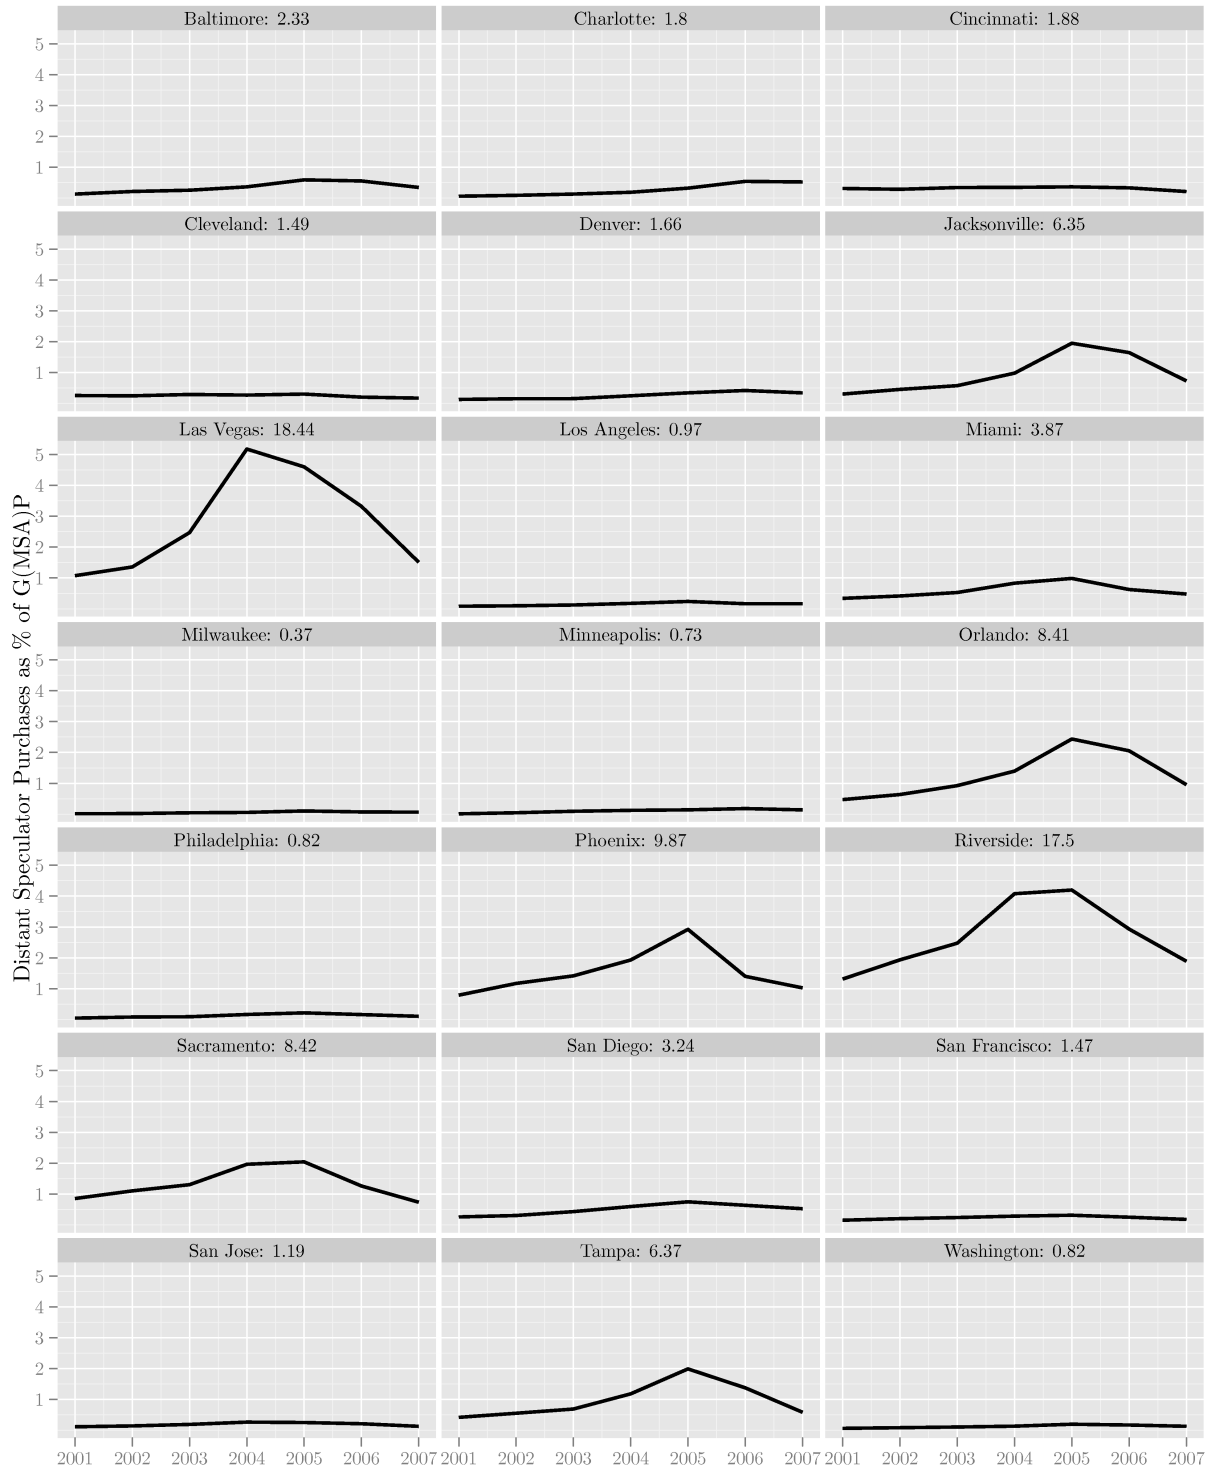 Baltimore: 2.33
Charlotte: 1.8
Cincinnati: 1.88
5
4
3
2
1
Cleveland: 1.49
Denver: 1.66
Jacksonville: 6.35
5
4
3
2
1
Las Vegas: 18.44
Los Angeles: 0.97
Miami: 3.87
5
4
3
2
1
Distant Speculator Purchases as % of G(MSA)P
Milwaukee: 0.37
Minneapolis: 0.73
Orlando: 8.41
5
4
3
2
1
Philadelphia: 0.82
Phoenix: 9.87
Riverside: 17.5
5
4
3
2
1
Sacramento: 8.42
San Diego: 3.24
San Francisco: 1.47
5
4
3
2
1
San Jose: 1.19
Tampa: 6.37
Washington: 0.82
5
4
3
2
1
2001 2002 2003 2004 2005 2006 2007
2001 2002 2003 2004 2005 2006 2007
2001 2002 2003 2004 2005 2006 2007